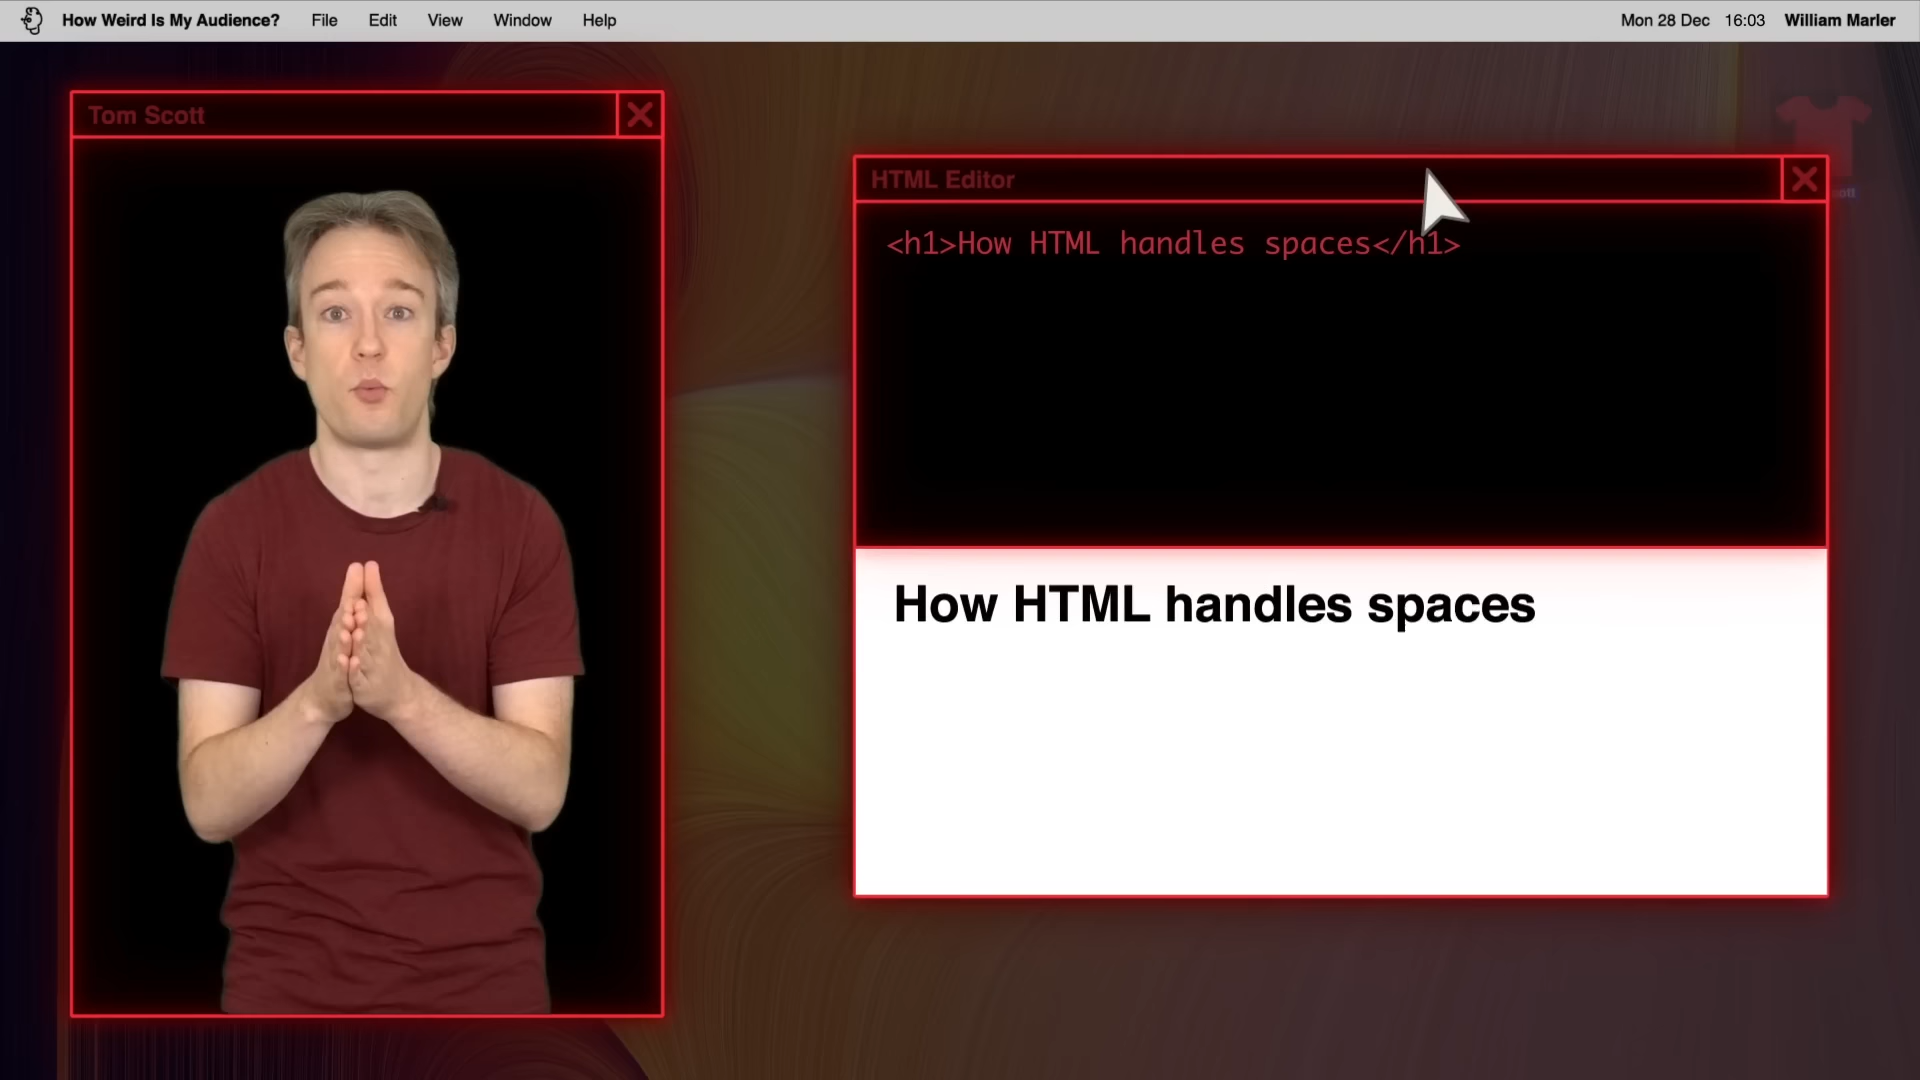 How Weird Is My Audience? File Edit View Window Help Mon 28 Dec 16:03 William Marler
Tom Scott
HTML Editor
<h1>How HTML handles spaces</h1>
How HTML handles spaces